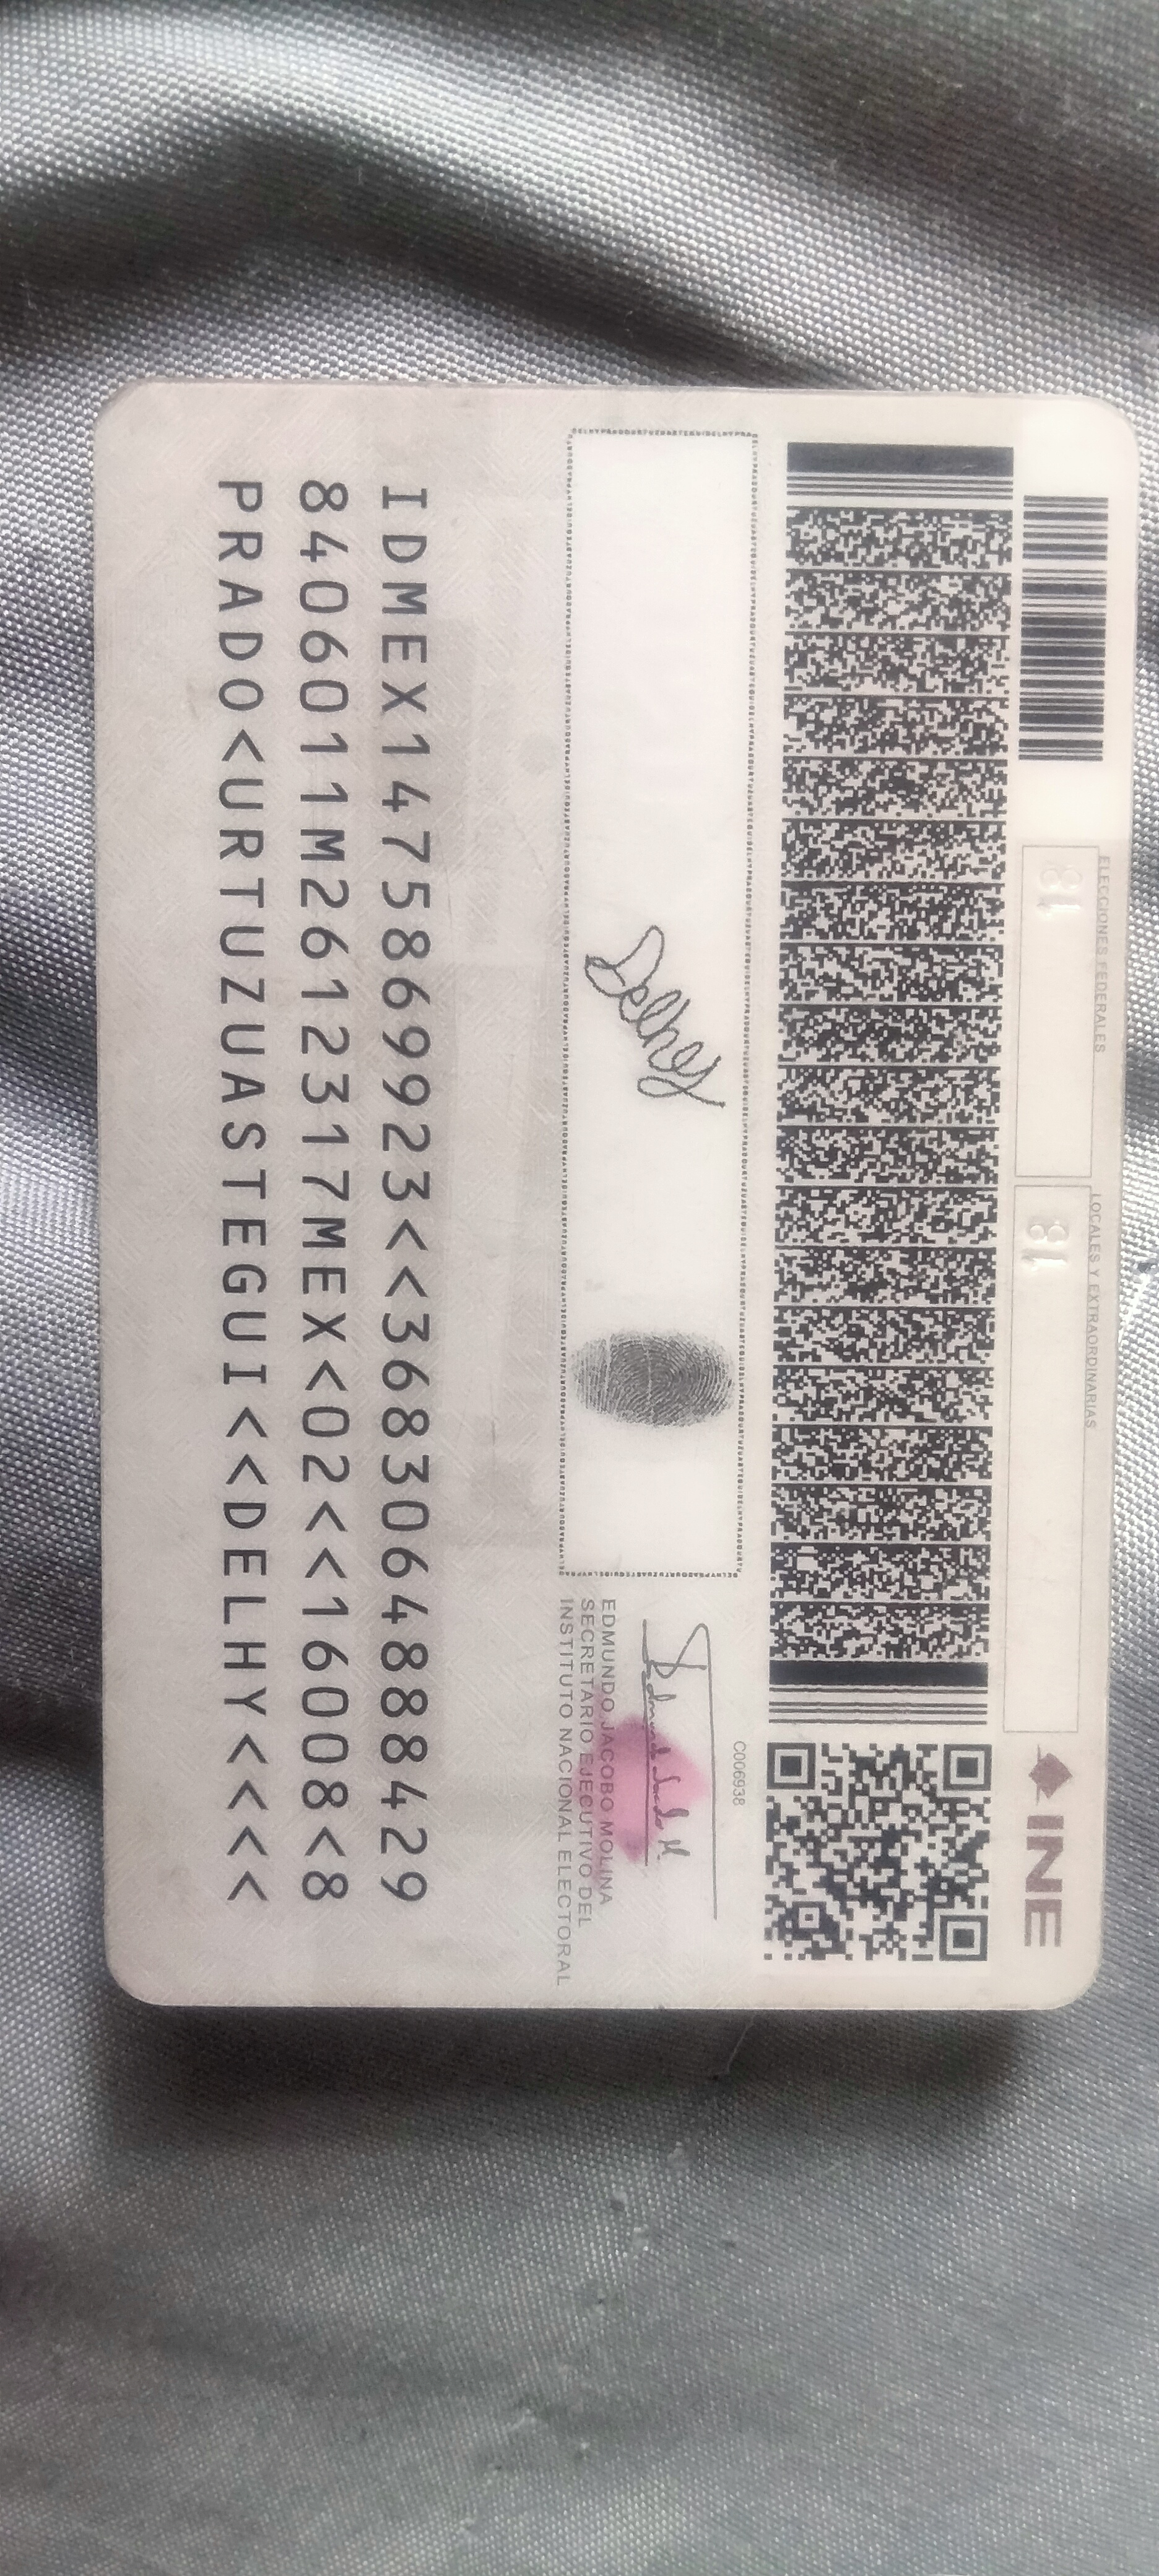 INE
ELECCIONES FEDERALES
18
LOCALES Y EXTRAORDINARIAS
18
C006938
Delhy
EDMUNDO JACOBO MOLINA
SECRETARIO EJECUTIVO DEL
INSTITUTO NACIONAL ELECTORAL
IDMEX1475869923<<3683064888429
8406011M2612317MEX<02<<16008<8
PRADO<URTUZUASTEGUI<<DELHY<<<<